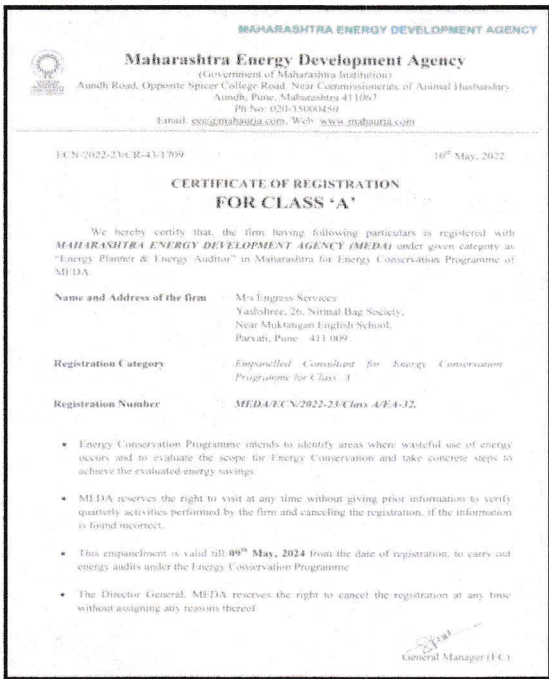 MAHARASHTRA ENERGY DEVELOPMENT AGENCY
Maharashtra Energy Development Agency
(Government of Maharashtra Institution)
Aundh Road, Opposite Spicer College Road, Near Commissionerate of Animal Husbandary,
Aundh, Pune, Maharashtra 411067
Ph No: 020-35000450
Email: eee@mahaurja.com, Web: www.mahaurja.com
ECN/2022-23/CR-43/1709
10th May, 2022
CERTIFICATE OF REGISTRATION
FOR CLASS 'A'
We hereby certify that, the firm having following particulars is registered with
MAHARASHTRA ENERGY DEVELOPMENT AGENCY (MEDA) under given category as
"Energy Planner & Energy Auditor" in Maharashtra for Energy Conservation Programme of
MEDA.
Name and Address of the firm
M/s Engress Services
Yashshree, 26, Nirmal Bag Society,
Near Muktangan English School,
Parvati, Pune - 411 009
Registration Category
Empanelled Consultant for Energy Conservation
Programme for Class A
Registration Number
MEDA/ECN/2022-23/Class A/EA-32.
• Energy Conservation Programme intends to identify areas where wasteful use of energy
occurs and to evaluate the scope for Energy Conservation and take concrete steps to
achieve the evaluated energy savings.
• MEDA reserves the right to visit at any time without giving prior information to verify
quarterly activities performed by the firm and canceling the registration, if the information
is found incorrect.
• This empanelment is valid till 09th May, 2024 from the date of registration, to carry out
energy audits under the Energy Conservation Programme
• The Director General, MEDA reserves the right to cancel the registration at any time
without assigning any reasons thereof.
General Manager (EC)